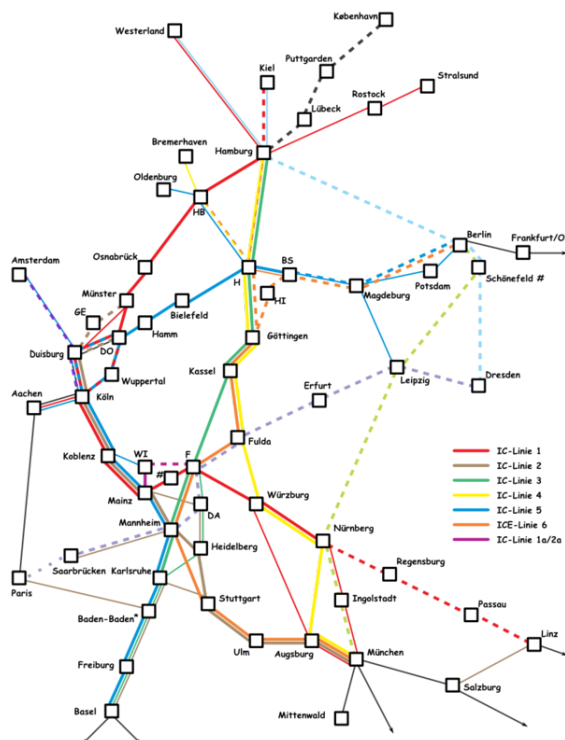 København
Westerland
Puttgarden
Kiel
Stralsund
Rostock
Lübeck
Bremerhaven
Hamburg
Oldenburg
HB
Berlin
Frankfurt/O
Amsterdam
Osnabrück
BS
H
Schönefeld #
Potsdam
Magdeburg
HI
Münster
Bielefeld
GE
Hamm
Göttingen
Duisburg
DO
Wuppertal
Kassel
Leipzig
Dresden
Erfurt
Aachen
Köln
Fulda
Koblenz
WI
F
#
Mainz
Würzburg
IC-Linie 1
IC-Linie 2
IC-Linie 3
IC-Linie 4
IC-Linie 5
ICE-Linie 6
IC-Linie 1a/2a
DA
Mannheim
Nürnberg
Heidelberg
Saarbrücken
Karlsruhe
Regensburg
Paris
Stuttgart
Ingolstadt
Baden-Baden*
Passau
Linz
Ulm
Augsburg
München
Freiburg
Salzburg
Basel
Mittenwald